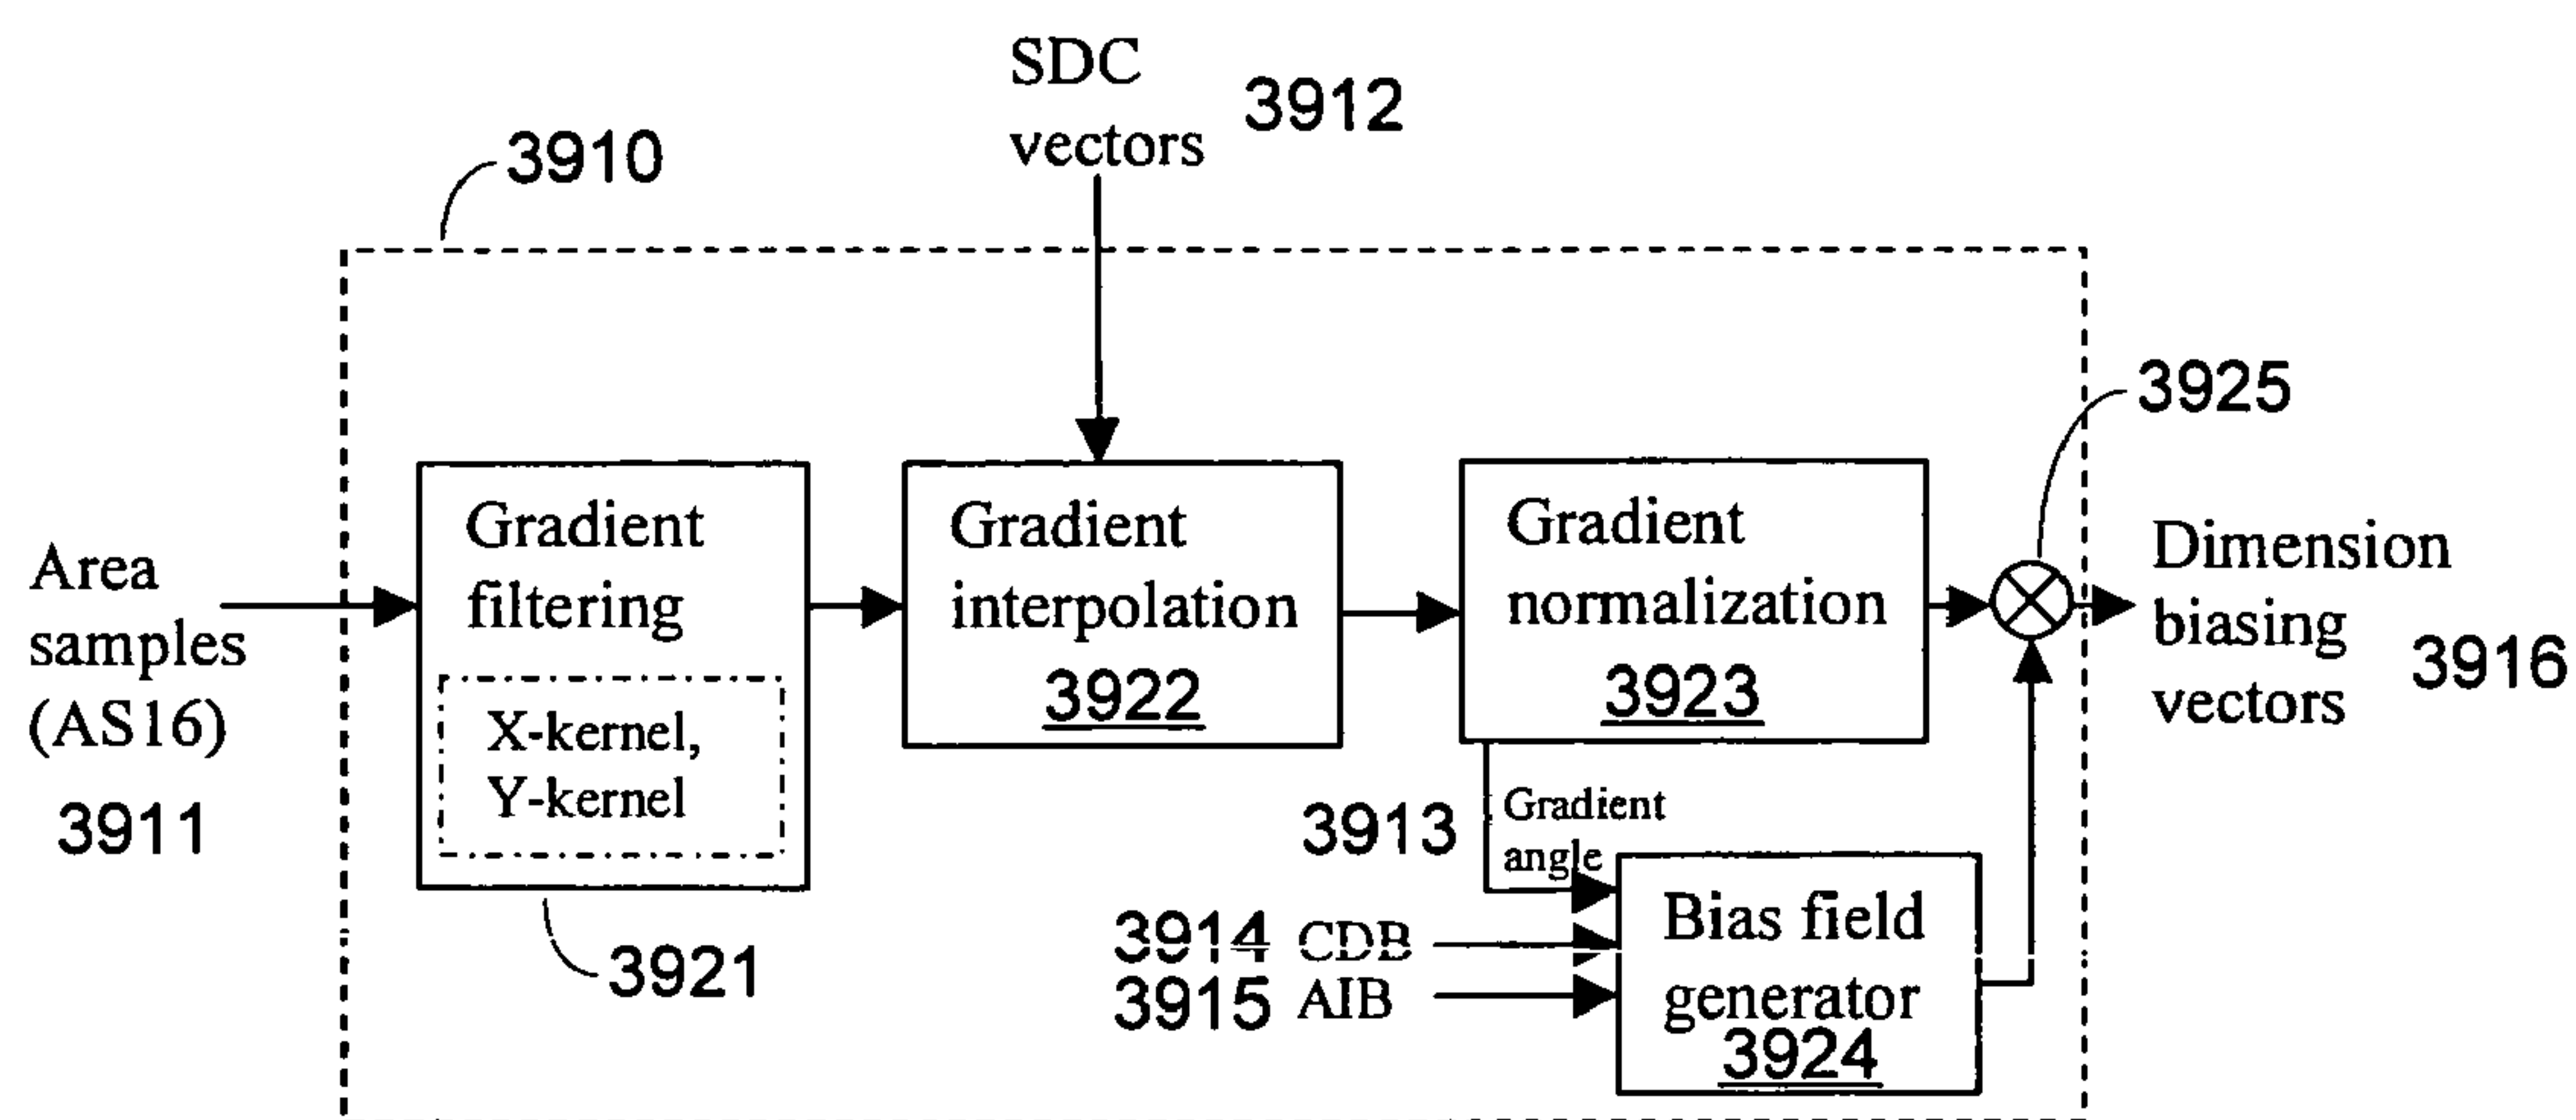 SDC
vectors
3912
3910
3925
Area
samples
(AS16)
3911
Gradient
filtering
X-kernel,
Y-kernel
3921
Gradient
interpolation
3922
Gradient
normalization
3923
Dimension
biasing
vectors
3916
3913
Gradient
angle
3914 CDB
3915 AIB
Bias field
generator
3924